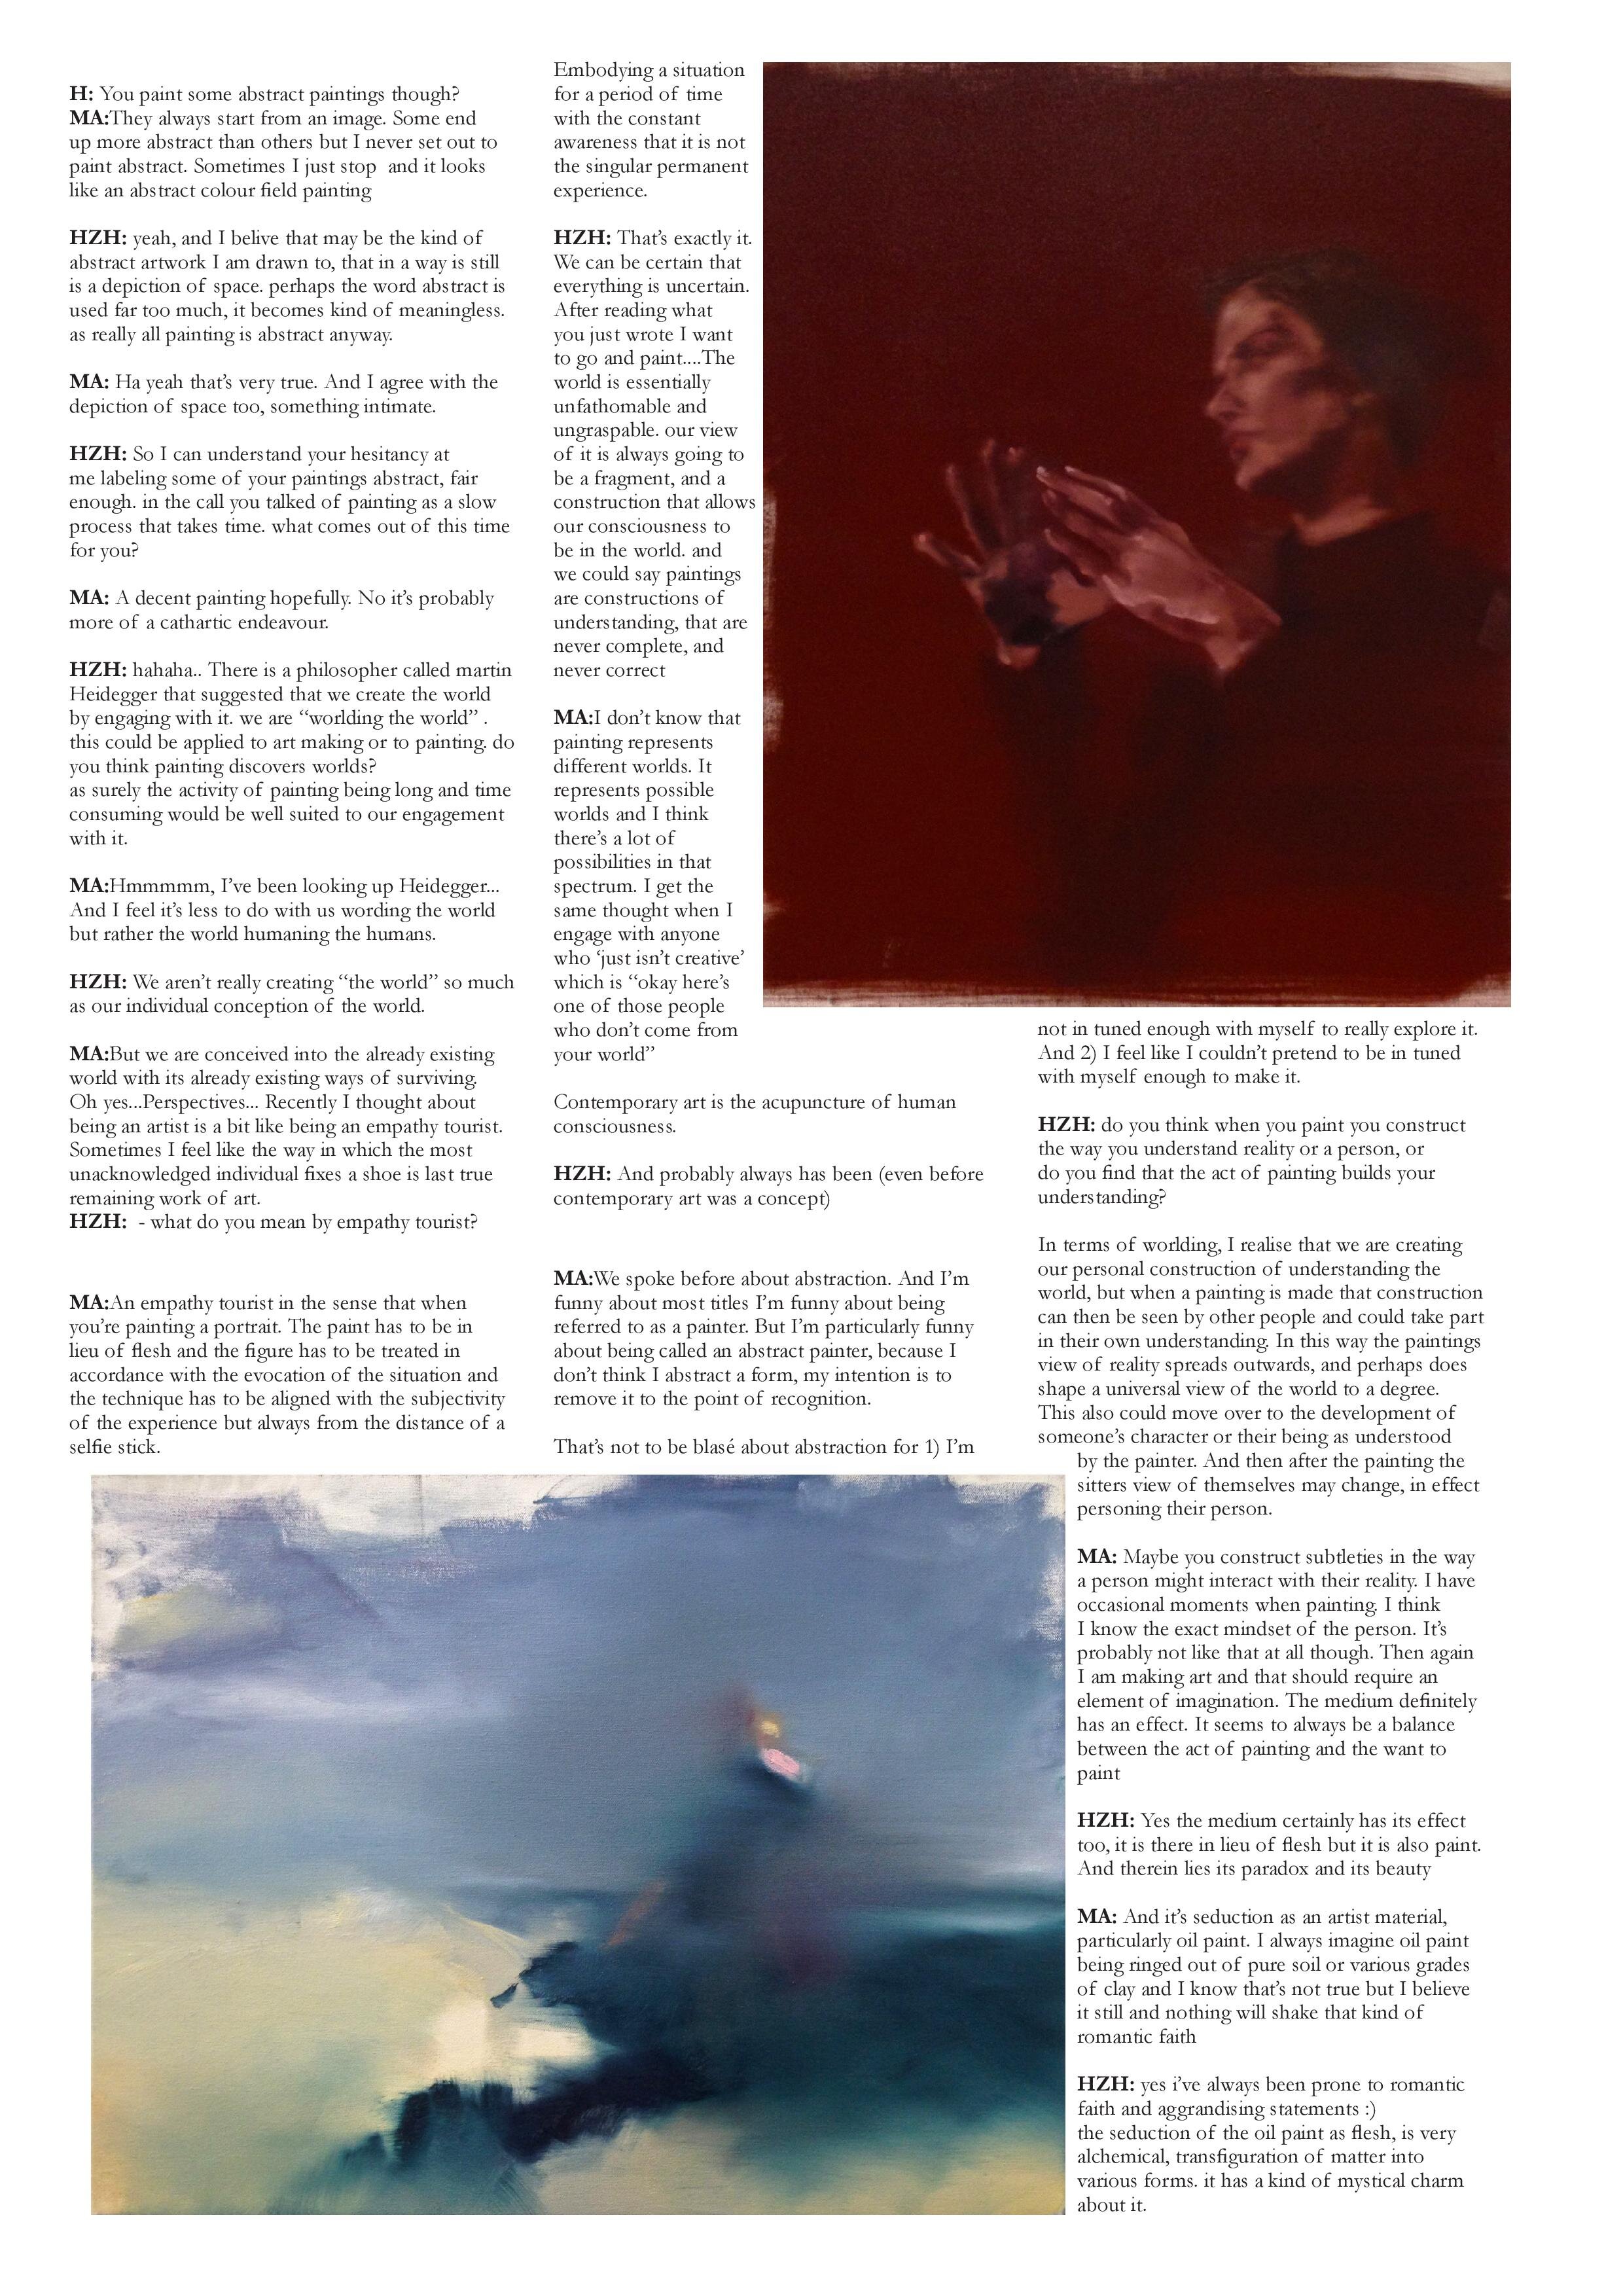 H: You paint some abstract paintings though?
MA:They always start from an image. Some end
up more abstract than others but I never set out to
paint abstract. Sometimes I just stop  and it looks
like an abstract colour field painting

HZH: yeah, and I belive that may be the kind of
abstract artwork I am drawn to, that in a way is still
is a depiction of space. perhaps the word abstract is
used far too much, it becomes kind of meaningless.
as really all painting is abstract anyway.

MA: Ha yeah that's very true. And I agree with the
depiction of space too, something intimate.

HZH: So I can understand your hesitancy at
me labeling some of your paintings abstract, fair
enough. in the call you talked of painting as a slow
process that takes time. what comes out of this time
for you?

MA: A decent painting hopefully. No it's probably
more of a cathartic endeavour.

HZH: hahaha.. There is a philosopher called martin
Heidegger that suggested that we create the world
by engaging with it. we are “worlding the world” .
this could be applied to art making or to painting. do
you think painting discovers worlds?
as surely the activity of painting being long and time
consuming would be well suited to our engagement
with it.

MA:Hmmmmm, I've been looking up Heidegger...
And I feel it's less to do with us wording the world
but rather the world humaning the humans.

HZH: We aren't really creating “the world” so much
as our individual conception of the world.

MA:But we are conceived into the already existing
world with its already existing ways of surviving.
Oh yes...Perspectives... Recently I thought about
being an artist is a bit like being an empathy tourist.
Sometimes I feel like the way in which the most
unacknowledged individual fixes a shoe is last true
remaining work of art.
HZH:  - what do you mean by empathy tourist?

MA:An empathy tourist in the sense that when
you're painting a portrait. The paint has to be in
lieu of flesh and the figure has to be treated in
accordance with the evocation of the situation and
the technique has to be aligned with the subjectivity
of the experience but always from the distance of a
selfie stick.
Embodying a situation
for a period of time
with the constant
awareness that it is not
the singular permanent
experience.

HZH: That's exactly it.
We can be certain that
everything is uncertain.
After reading what
you just wrote I want
to go and paint....The
world is essentially
unfathomable and
ungraspable. our view
of it is always going to
be a fragment, and a
construction that allows
our consciousness to
be in the world. and
we could say paintings
are constructions of
understanding, that are
never complete, and
never correct

MA:I don't know that
painting represents
different worlds. It
represents possible
worlds and I think
there's a lot of
possibilities in that
spectrum. I get the
same thought when I
engage with anyone
who ‘just isn't creative’
which is “okay here's
one of those people
who don't come from
your world”

Contemporary art is the acupuncture of human
consciousness.

HZH: And probably always has been (even before
contemporary art was a concept)

MA:We spoke before about abstraction. And I'm
funny about most titles I'm funny about being
referred to as a painter. But I'm particularly funny
about being called an abstract painter, because I
don't think I abstract a form, my intention is to
remove it to the point of recognition.

That's not to be blasé about abstraction for 1) I'm
not in tuned enough with myself to really explore it.
And 2) I feel like I couldn't pretend to be in tuned
with myself enough to make it.

HZH: do you think when you paint you construct
the way you understand reality or a person, or
do you find that the act of painting builds your
understanding?

In terms of worlding, I realise that we are creating
our personal construction of understanding the
world, but when a painting is made that construction
can then be seen by other people and could take part
in their own understanding. In this way the paintings
view of reality spreads outwards, and perhaps does
shape a universal view of the world to a degree.
This also could move over to the development of
someone's character or their being as understood
by the painter. And then after the painting the
sitters view of themselves may change, in effect
personing their person.

MA: Maybe you construct subtleties in the way
a person might interact with their reality. I have
occasional moments when painting. I think
I know the exact mindset of the person. It's
probably not like that at all though. Then again
I am making art and that should require an
element of imagination. The medium definitely
has an effect. It seems to always be a balance
between the act of painting and the want to
paint

HZH: Yes the medium certainly has its effect
too, it is there in lieu of flesh but it is also paint.
And therein lies its paradox and its beauty

MA: And it's seduction as an artist material,
particularly oil paint. I always imagine oil paint
being ringed out of pure soil or various grades
of clay and I know that's not true but I believe
it still and nothing will shake that kind of
romantic faith

HZH: yes i've always been prone to romantic
faith and aggrandising statements :)
the seduction of the oil paint as flesh, is very
alchemical, transfiguration of matter into
various forms. it has a kind of mystical charm
about it.